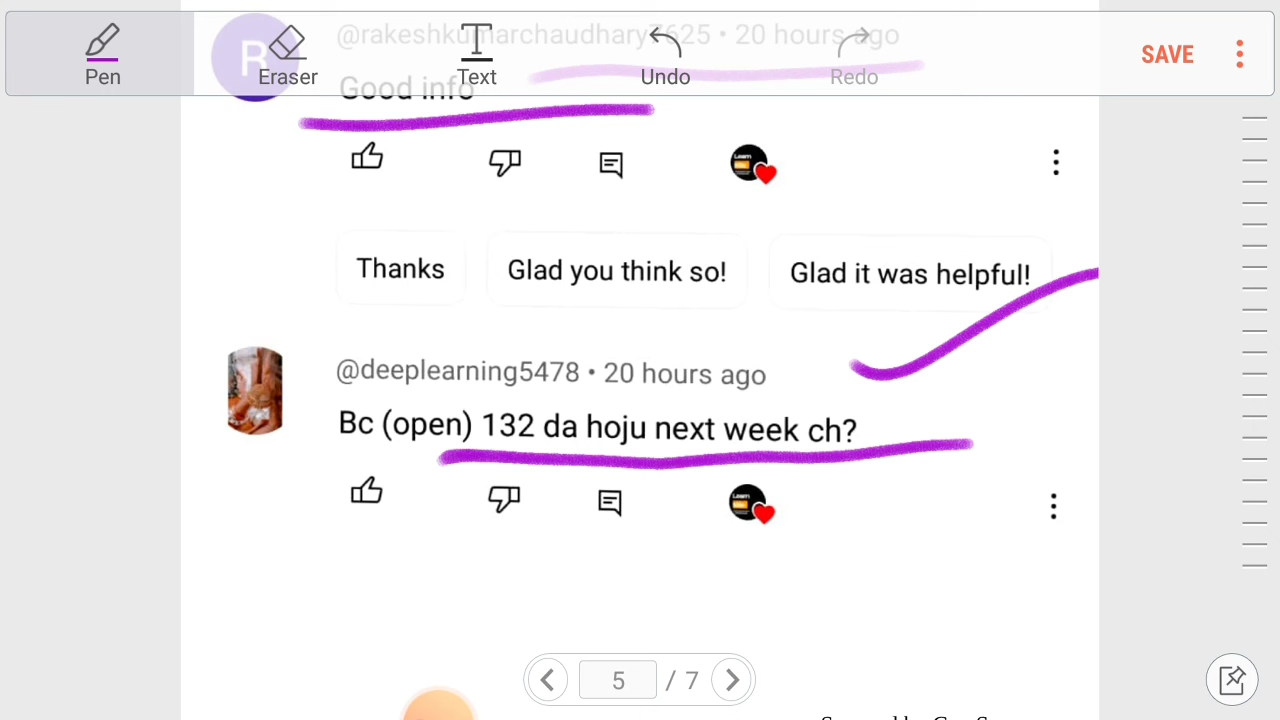 @rakeshkumarchaudhary7625 • 20 hours ago
Pen
Eraser
Text
Undo
Redo
SAVE
R
Good info
Thanks
Glad you think so!
Glad it was helpful!
@deeplearning5478 • 20 hours ago
Bc (open) 132 da hoju next week ch?
5 / 7